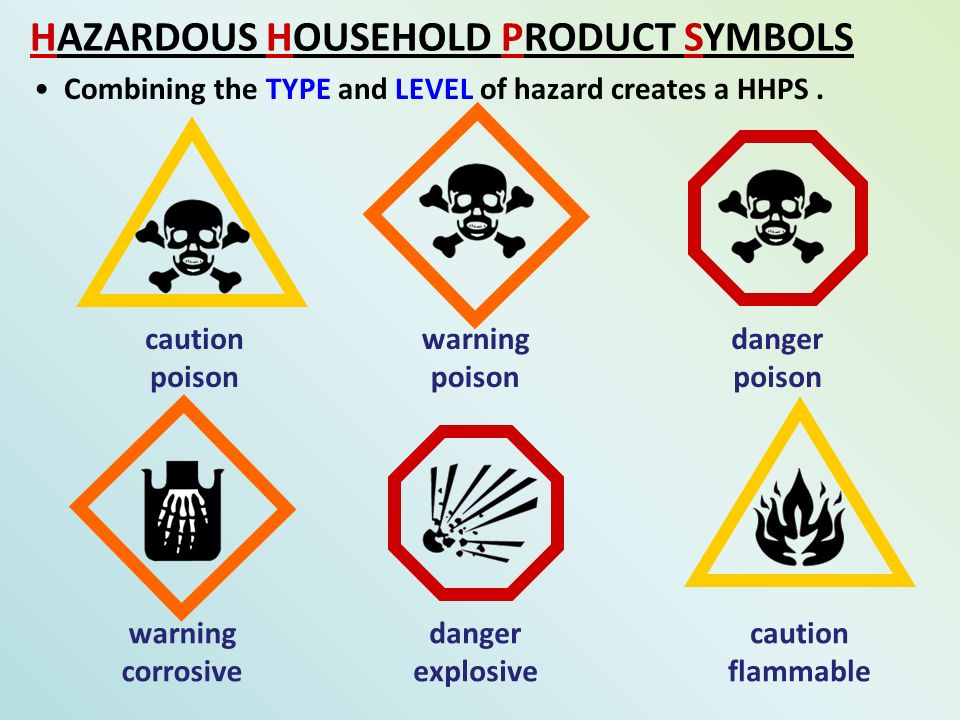 HAZARDOUS HOUSEHOLD PRODUCT SYMBOLS
• Combining the TYPE and LEVEL of hazard creates a HHPS .
caution poison
warning poison
danger poison
warning corrosive
danger explosive
caution flammable